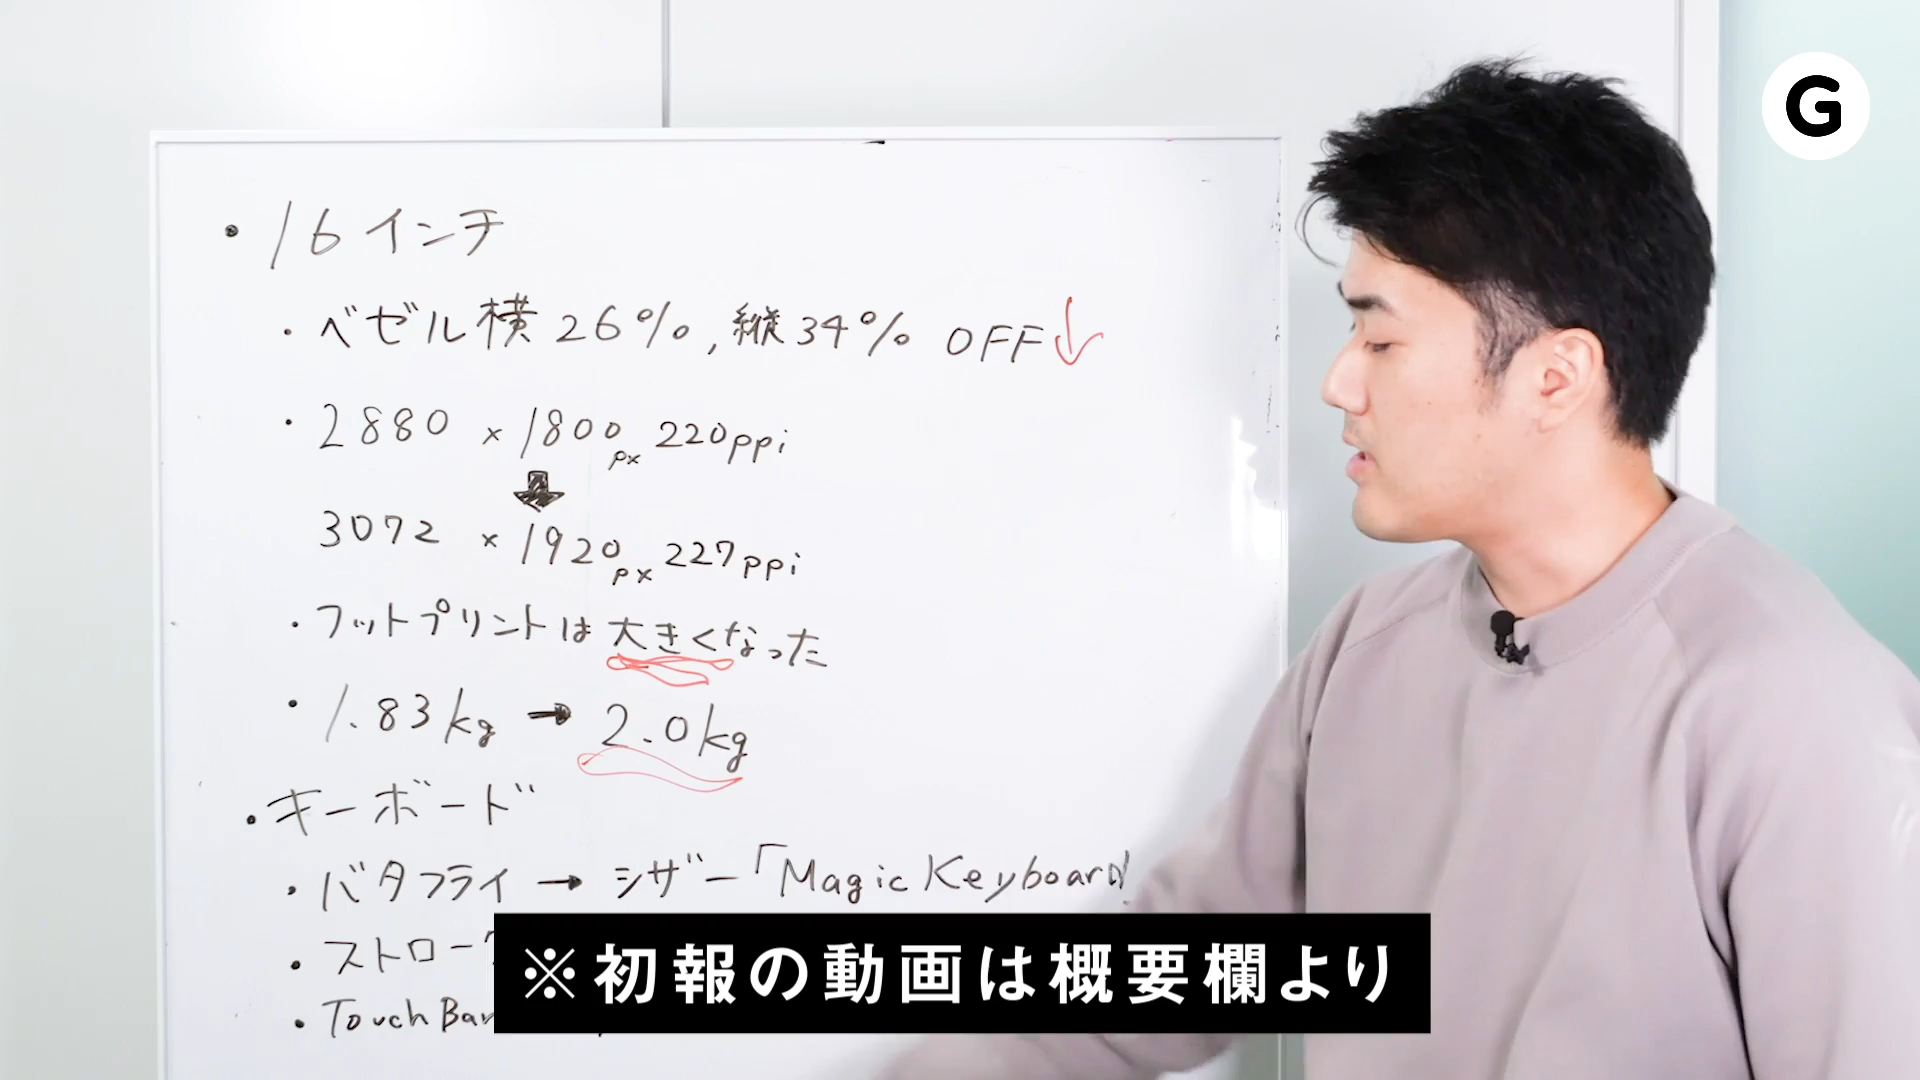 G
• 16インチ
・ベゼル横26%, 縦34% OFF↓
・2880 × 1800px 220ppi
⬇
3072 × 1920px 227ppi
・フットプリントは大きくなった
・1.83kg → 2.0kg
• キーボード
・バタフライ → シザー「Magic Keyboard
・ストローク
・Touch Bar
※初報の動画は概要欄より